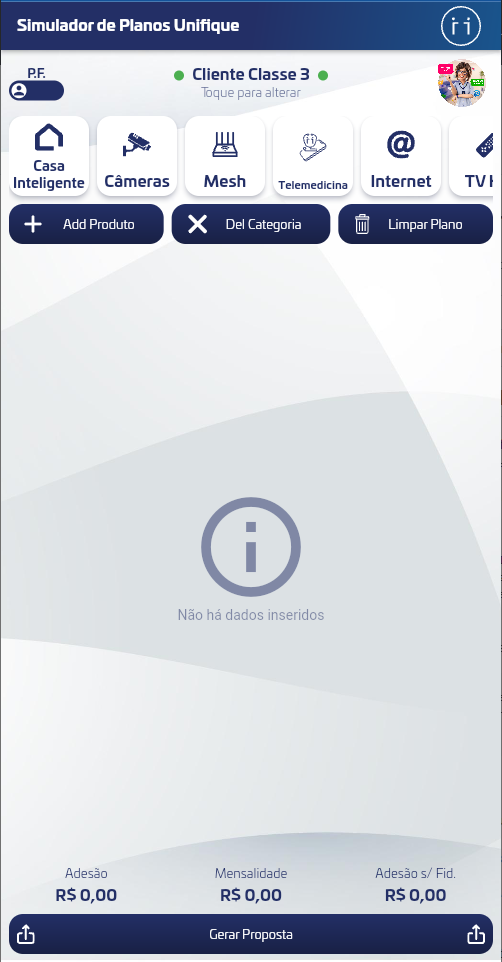 Simulador de Planos Unifique
P.F.
Cliente Classe 3
Toque para alterar
Casa
Inteligente
Câmeras
Mesh
Telemedicina
Internet
TV
Add Produto
Del Categoria
Limpar Plano
Não há dados inseridos
Adesão
Mensalidade
Adesão s/ Fid.
R$ 0,00
R$ 0,00
R$ 0,00
Gerar Proposta